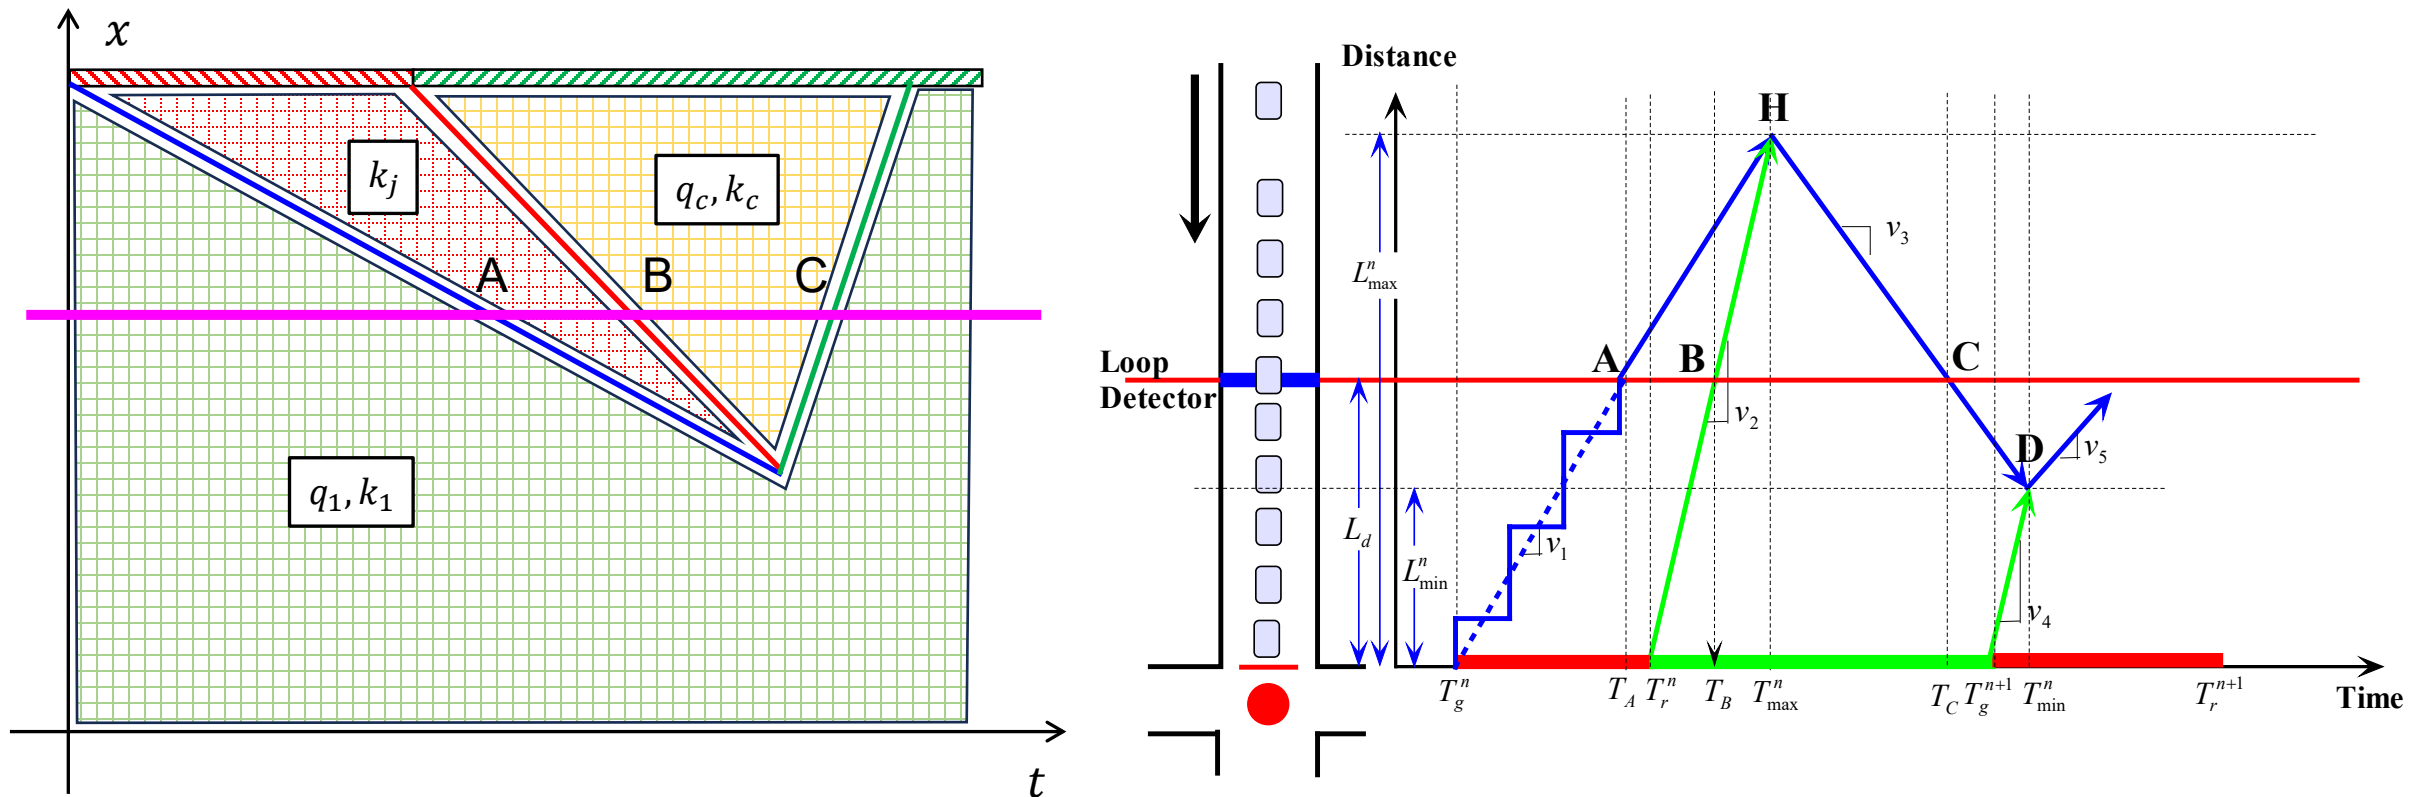 x
k_j
q_c, k_c
A
B
C
q_1, k_1
t
Distance
H
v_3
L^n_max
Loop
Detector
A
B
C
v_2
D
v_5
L_d
v_1
L^n_min
v_4
T^n_g
T_A
T^n_r
T_B
T^n_max
T_C
T^{n+1}_g
T^n_min
T^{n+1}_r
Time